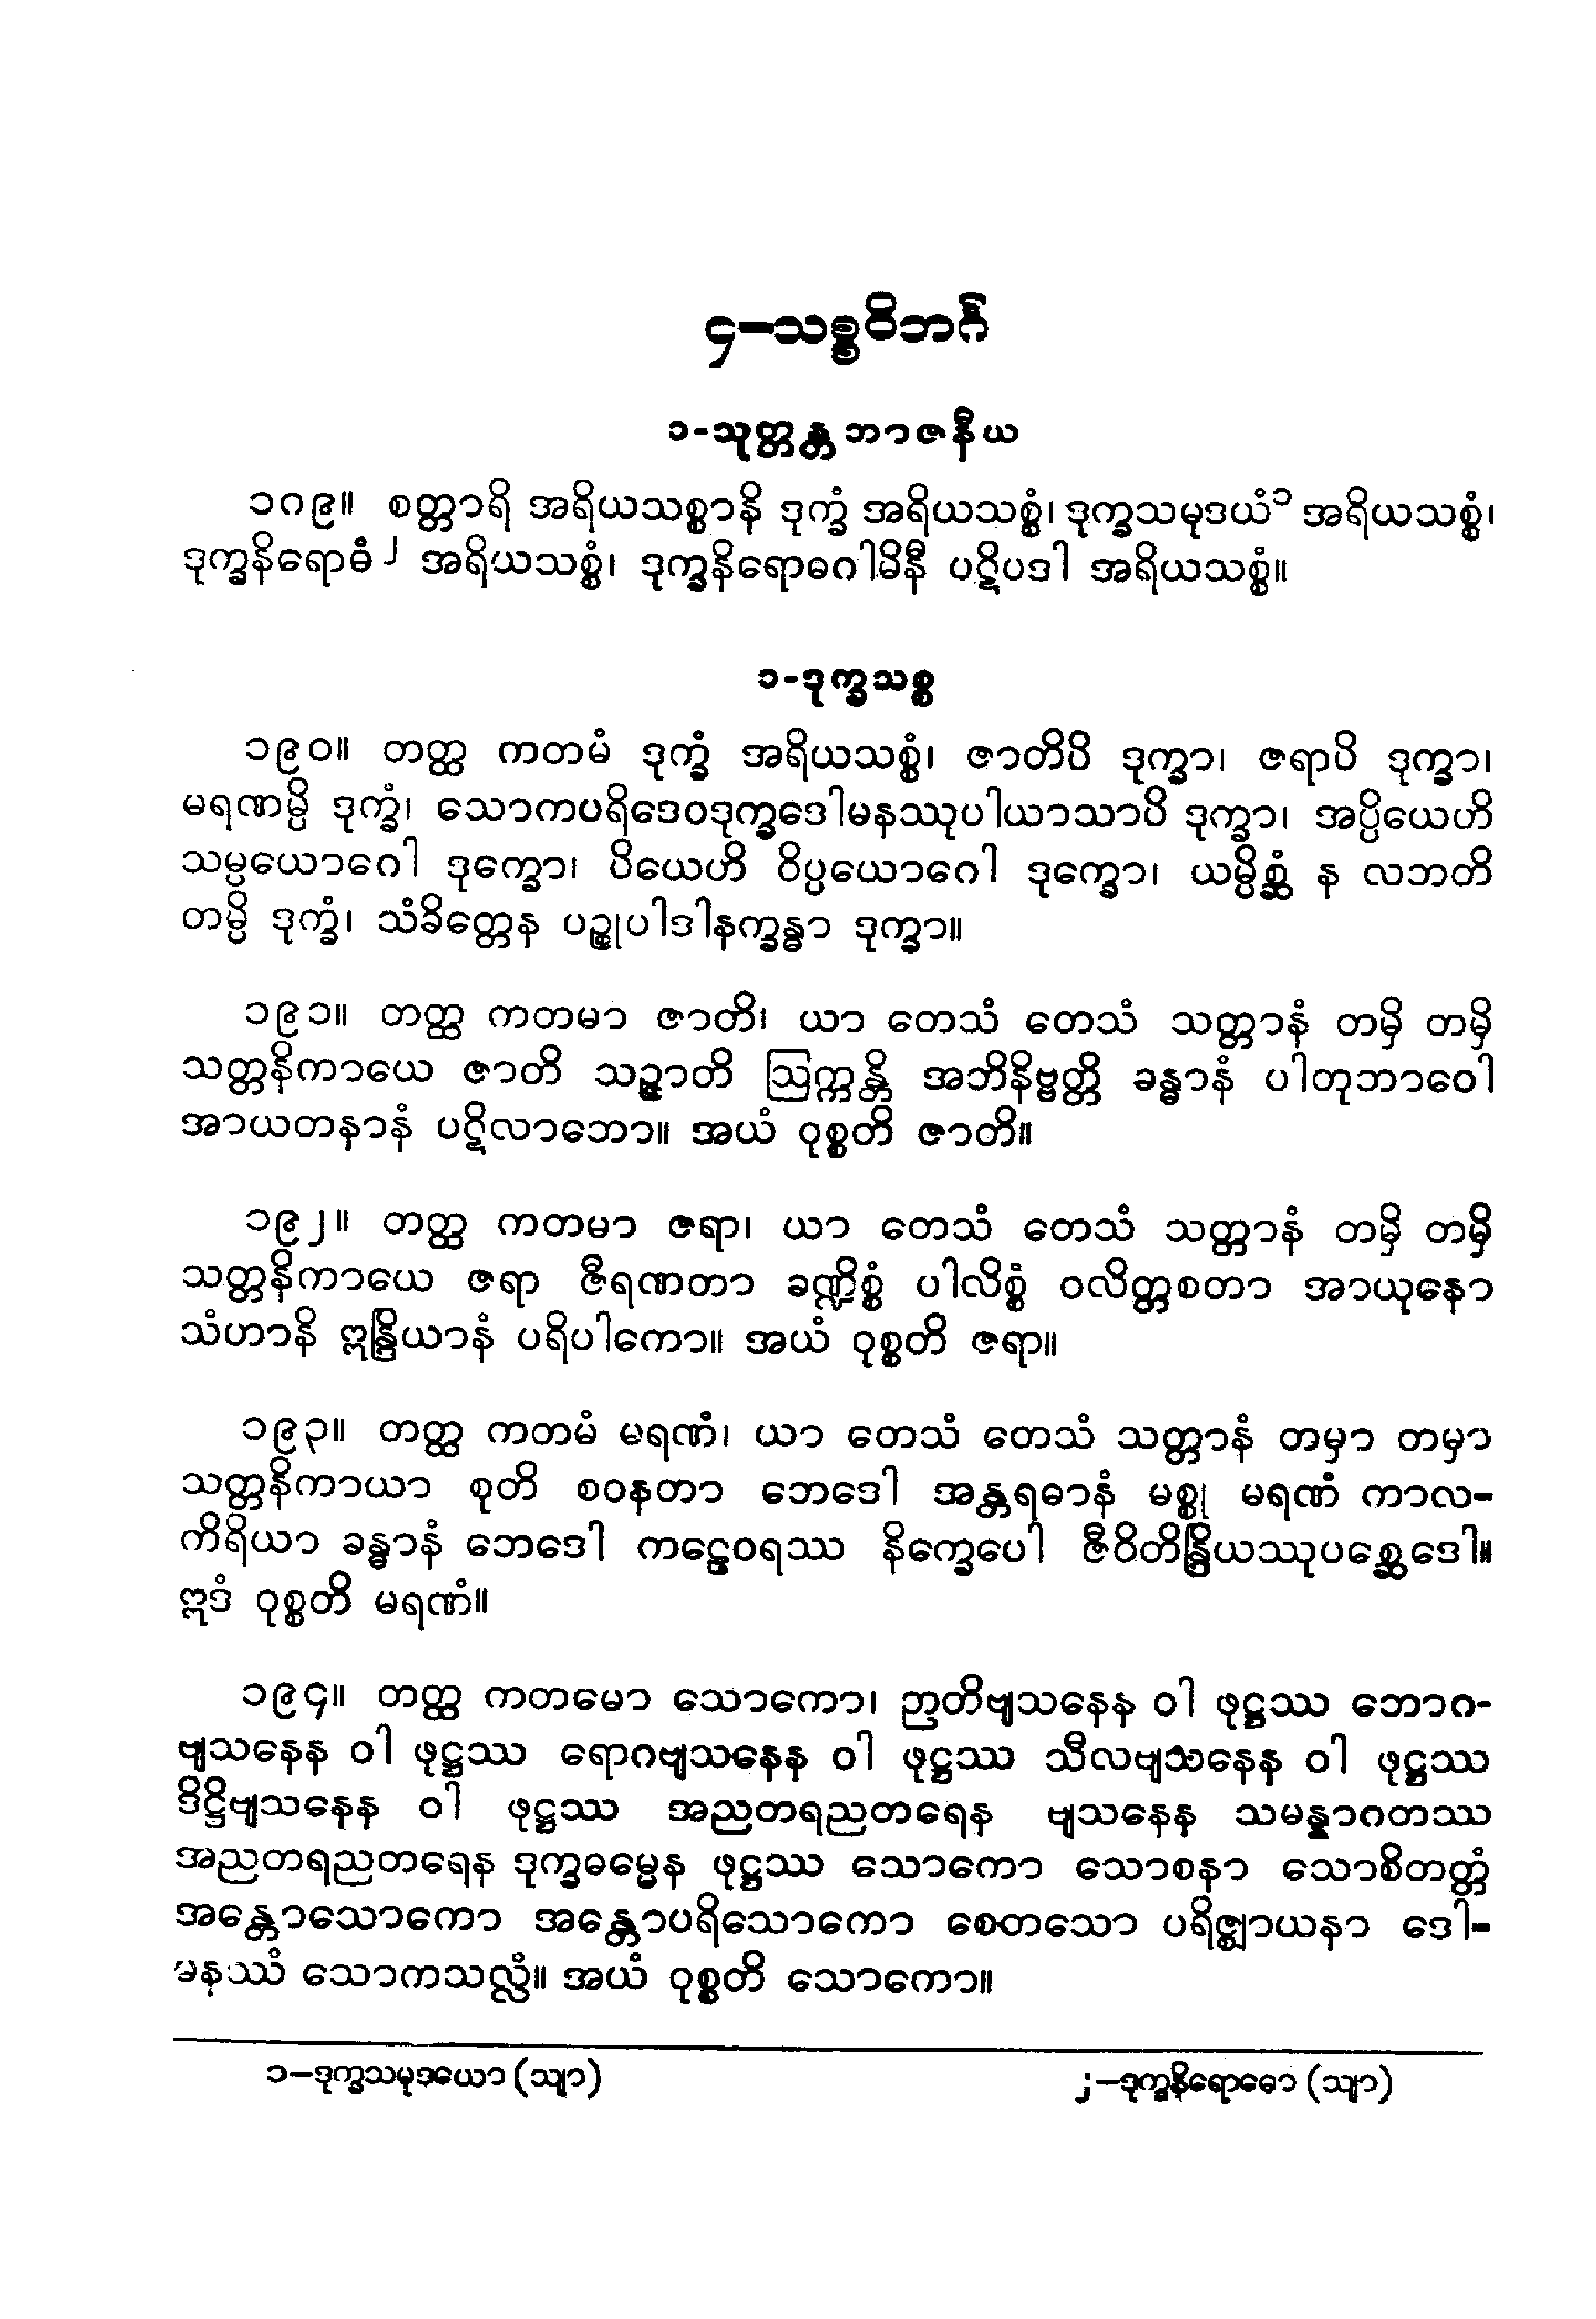 ၄–သစ္စဝိဘင်္ဂ
၁-သုတ္တန္တဘာဇနီယ
၁၈၉။ စတ္တာရိ အရိယသစ္စာနိ ဒုက္ခံ အရိယသစ္စံ၊ ဒုက္ခသမုဒယံ၁ အရိယသစ္စံ၊
ဒုက္ခနိရောဓံ၂ အရိယသစ္စံ၊ ဒုက္ခနိရောဓဂါမိနီ ပဋိပဒါ အရိယသစ္စံ။
၁-ဒုက္ခသစ္စ
၁၉၀။ တတ္ထ ကတမံ ဒုက္ခံ အရိယသစ္စံ၊ ဇာတိပိ ဒုက္ခာ၊ ဇရာပိ ဒုက္ခာ၊
မရဏမ္ပိ ဒုက္ခံ၊ သောကပရိဒေဝဒုက္ခဒေါမနဿုပါယာသာပိ ဒုက္ခာ၊ အပ္ပိယေဟိ
သမ္ပယောဂေါ ဒုက္ခော၊ ပိယေဟိ ဝိပ္ပယောဂေါ ဒုက္ခော၊ ယမ္ပိစ္ဆံ န လဘတိ
တမ္ပိ ဒုက္ခံ၊ သံခိတ္တေန ပဉ္စုပါဒါနက္ခန္ဓာ ဒုက္ခာ။
၁၉၁။ တတ္ထ ကတမာ ဇာတိ၊ ယာ တေသံ တေသံ သတ္တာနံ တမှိ တမှိ
သတ္တနိကာယေ ဇာတိ သဉ္ဇာတိ ဩက္ကန္တိ အဘိနိဗ္ဗတ္တိ ခန္ဓာနံ ပါတုဘာဝေါ
အာယတနာနံ ပဋိလာဘော။ အယံ ဝုစ္စတိ ဇာတိ။
၁၉၂။ တတ္ထ ကတမာ ဇရာ၊ ယာ တေသံ တေသံ သတ္တာနံ တမှိ တမှိ
သတ္တနိကာယေ ဇရာ ဇီရဏတာ ခဏ္ဍိစ္စံ ပါလိစ္စံ ဝလိတ္တစတာ အာယုနော
သံဟာနိ ဣန္ဒြိယာနံ ပရိပါကော။ အယံ ဝုစ္စတိ ဇရာ။
၁၉၃။ တတ္ထ ကတမံ မရဏံ၊ ယာ တေသံ တေသံ သတ္တာနံ တမှာ တမှာ
သတ္တနိကာယာ စုတိ စဝနတာ ဘေဒေါ အန္တရဓာနံ မစ္စု မရဏံ ကာလ-
ကိရိယာ ခန္ဓာနံ ဘေဒေါ ကဠေဝရဿ နိက္ခေပေါ ဇီဝိတိန္ဒြိယဿုပစ္ဆေဒေါ။
ဣဒံ ဝုစ္စတိ မရဏံ။
၁၉၄။ တတ္ထ ကတမော သောကော၊ ဉာတိဗျသနေန ဝါ ဖုဋ္ဌဿ ဘောဂ-
ဗျသနေန ဝါ ဖုဋ္ဌဿ ရောဂဗျသနေန ဝါ ဖုဋ္ဌဿ သီလဗျသနေန ဝါ ဖုဋ္ဌဿ
ဒိဋ္ဌိဗျသနေန ဝါ ဖုဋ္ဌဿ အညတရညတရေန ဗျသနေန သမန္နာဂတဿ
အညတရညတရေန ဒုက္ခဓမ္မေန ဖုဋ္ဌဿ သောကော သောစနာ သောစိတတ္တံ
အန္တောသောကော အန္တောပရိသောကော စေတသော ပရိဇ္ဈာယနာ ဒေါ-
မနဿံ သောကသလ္လံ။ အယံ ဝုစ္စတိ သောကော။
၁–ဒုက္ခသမုဒယော (သျာ) ၂–ဒုက္ခနိရောဓော (သျာ)